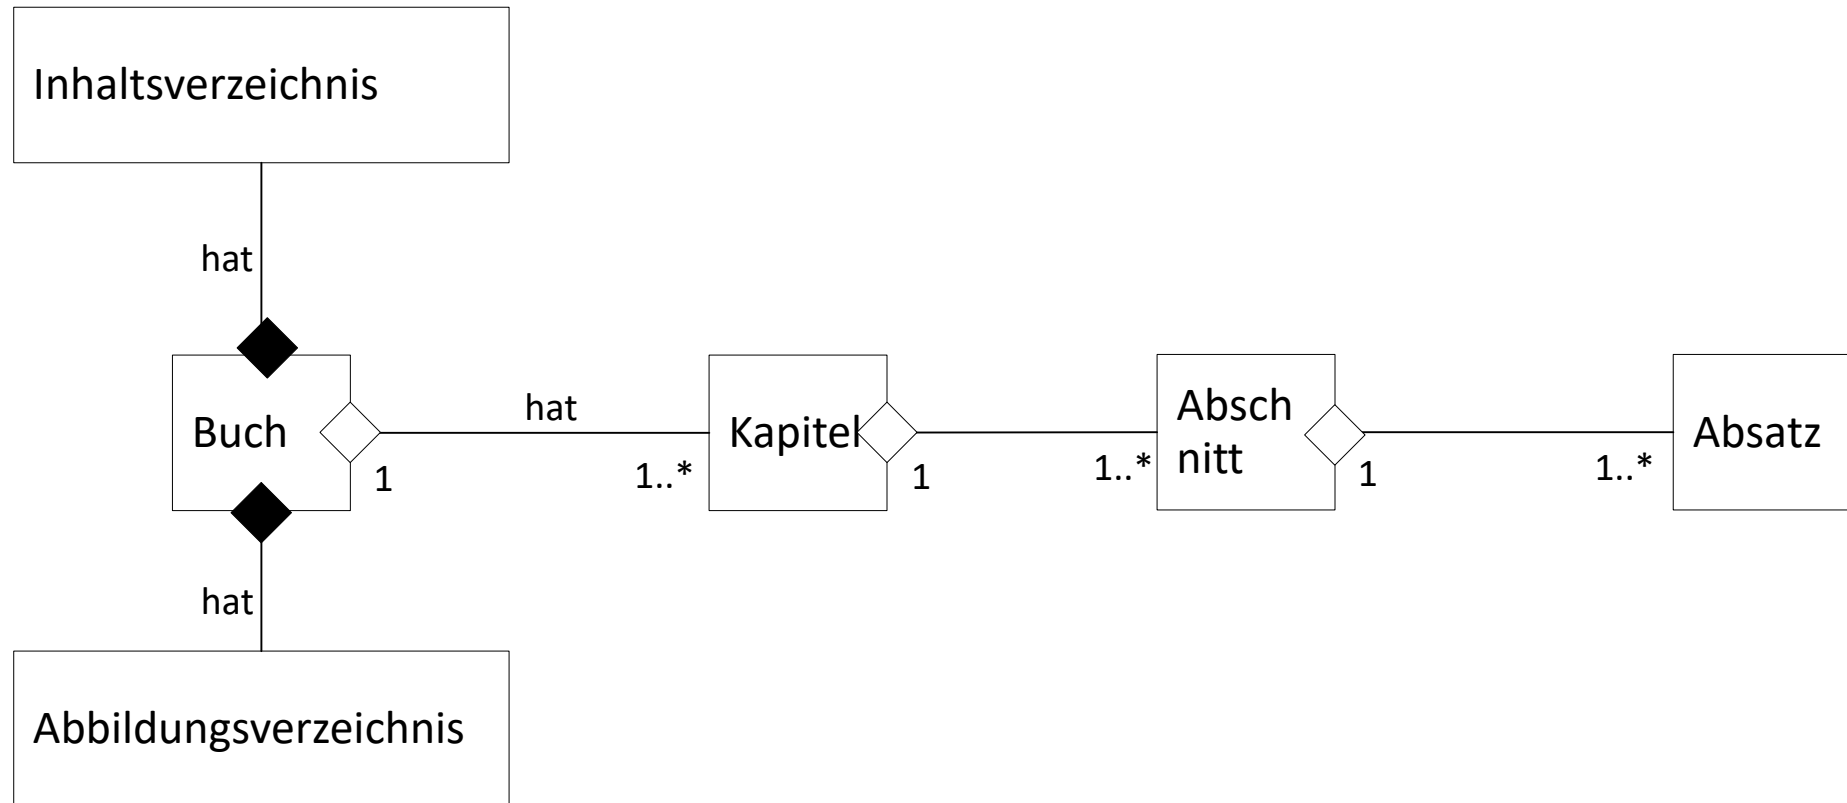 Inhaltsverzeichnis
hat
Buch
1
hat
1..*
Kapitel
1
1..*
Absch
nitt
1
1..*
Absatz
hat
Abbildungsverzeichnis